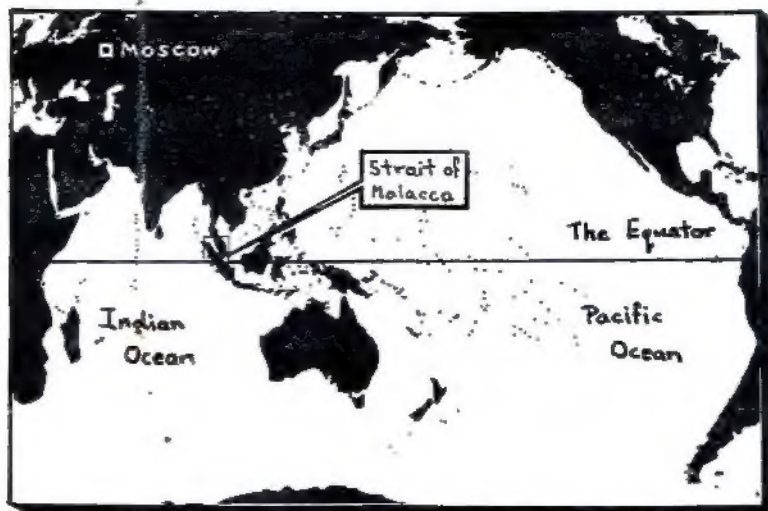 Moscow
Strait of
Malacca
The Equator
Indian
Ocean
Pacific
Ocean